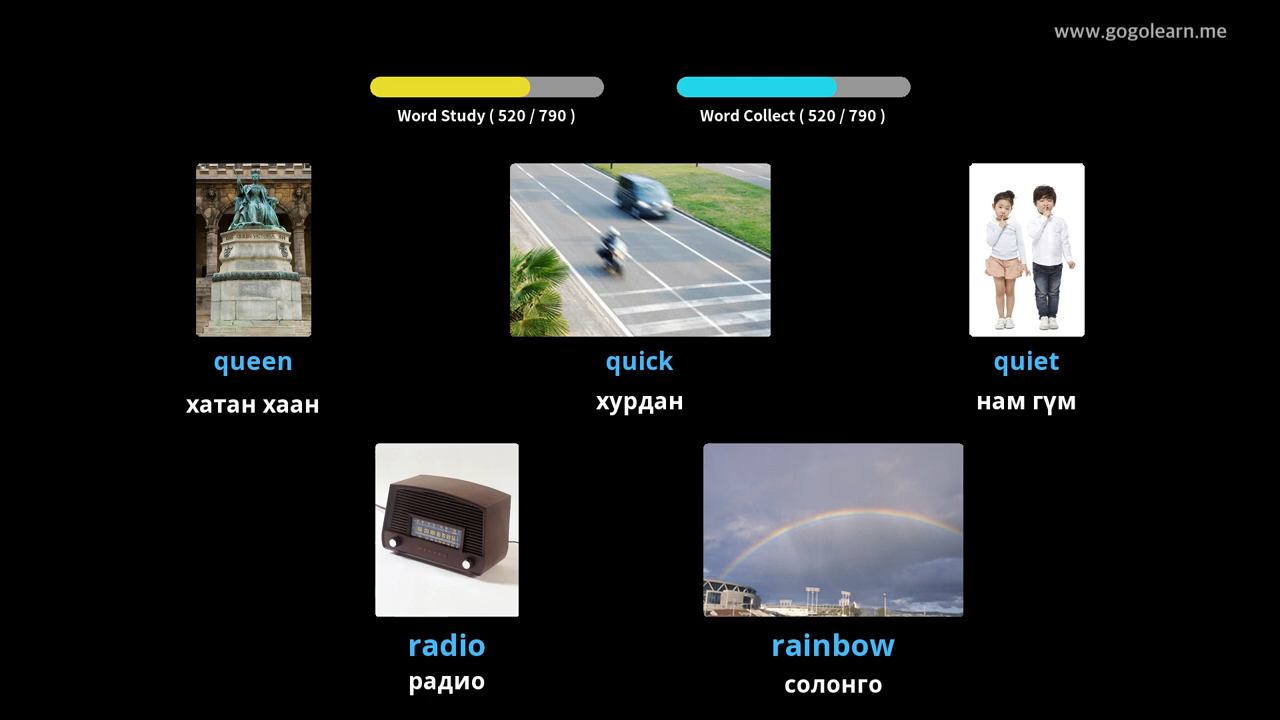 www.gogolearn.me
Word Study ( 520 / 790 )
Word Collect ( 520 / 790 )
queen
quick
quiet
хатан хаан
хурдан
нам гүм
radio
rainbow
радио
солонго